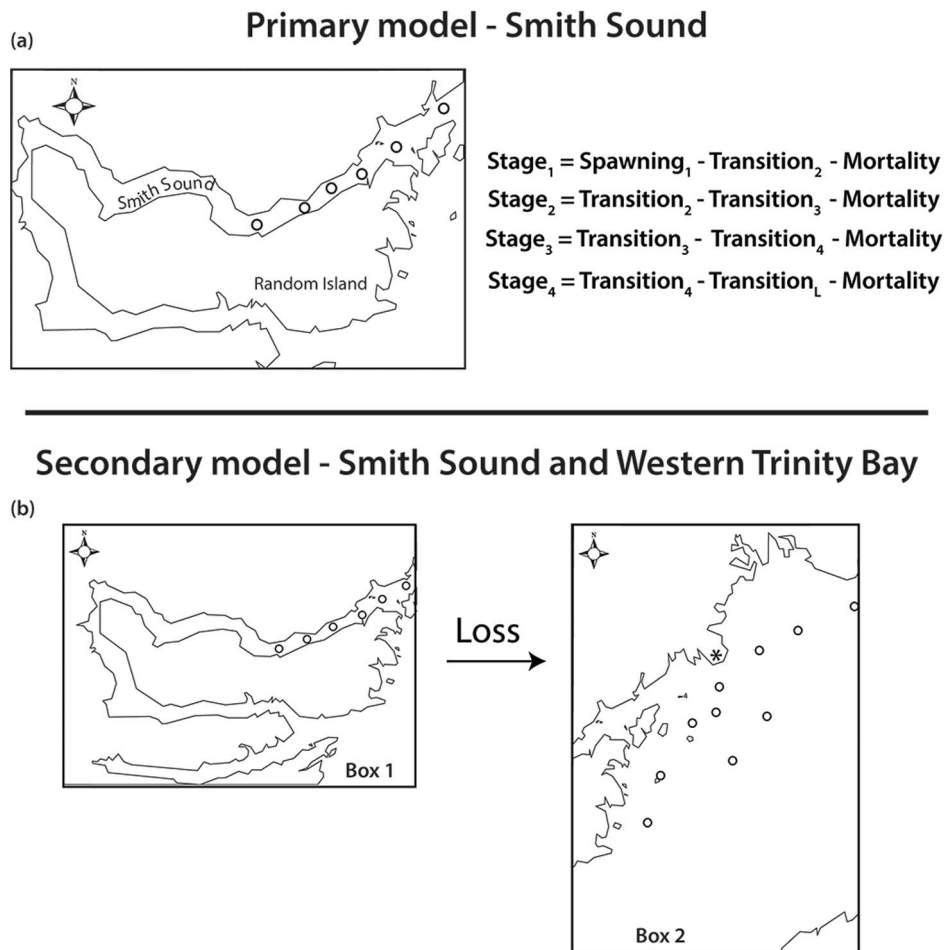 Primary model - Smith Sound
(a)
N
Smith Sound
Random Island
Stage₁ = Spawning₁ - Transition₂ - Mortality
Stage₂ = Transition₂ - Transition₃ - Mortality
Stage₃ = Transition₃ - Transition₄ - Mortality
Stage₄ = Transition₄ - Transition_L - Mortality
Secondary model - Smith Sound and Western Trinity Bay
(b)
N
Box 1
Loss
N
*
Box 2